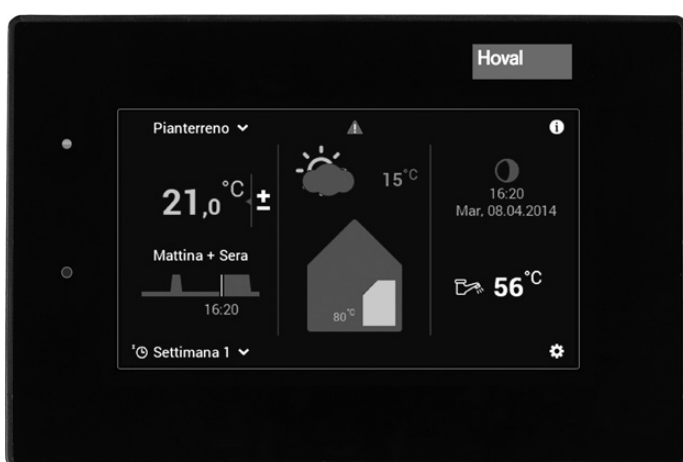 Hoval
Pianterreno
15°C
16:20
Mar, 08.04.2014
21,0 °C
±
Mattina + Sera
16:20
80°C
56°C
Settimana 1